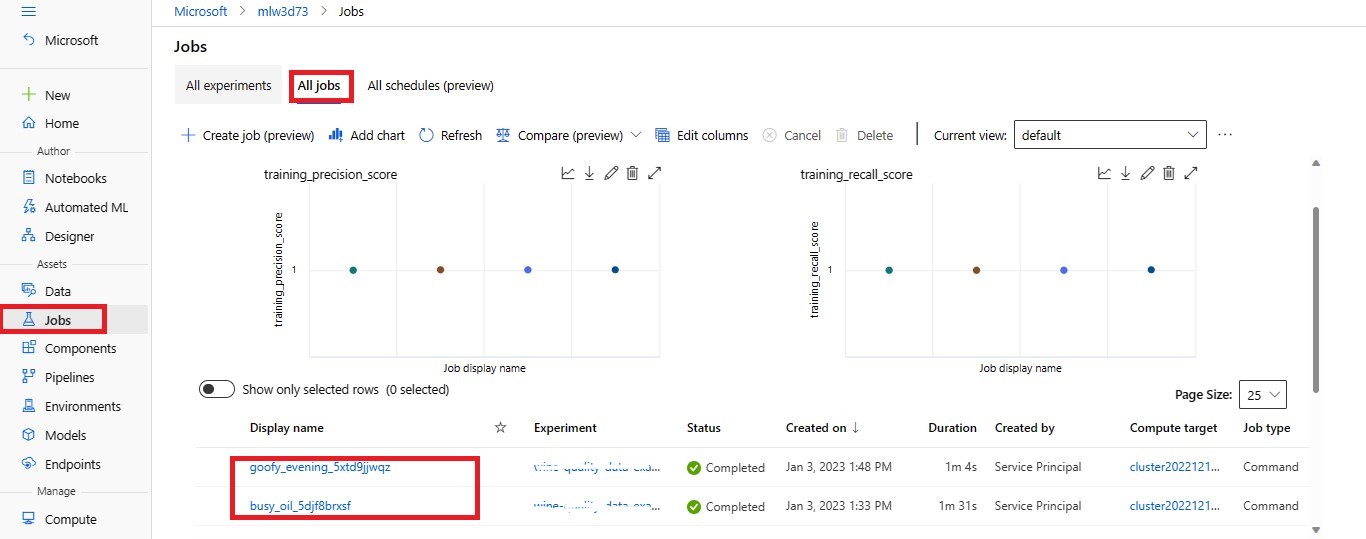 Microsoft > mlw3d73 > Jobs
Microsoft
New
Home
Author
Notebooks
Automated ML
Designer
Assets
Data
Jobs
Components
Pipelines
Environments
Models
Endpoints
Manage
Compute
Jobs
All experiments All jobs All schedules (preview)
Create job (preview) Add chart Refresh Compare (preview) Edit columns Cancel Delete Current view: default ···
training_precision_score
training_precision_score
1
Job display name
training_recall_score
training_recall_score
1
Job display name
Show only selected rows (0 selected)
Page Size: 25
Display name Experiment Status Created on ↓ Duration Created by Compute target Job type
goofy_evening_5xtd9jjwqz Completed Jan 3, 2023 1:48 PM 1m 4s Service Principal cluster2022121... Command
busy_oil_5djf8brxsf Completed Jan 3, 2023 1:33 PM 1m 31s Service Principal cluster2022121... Command